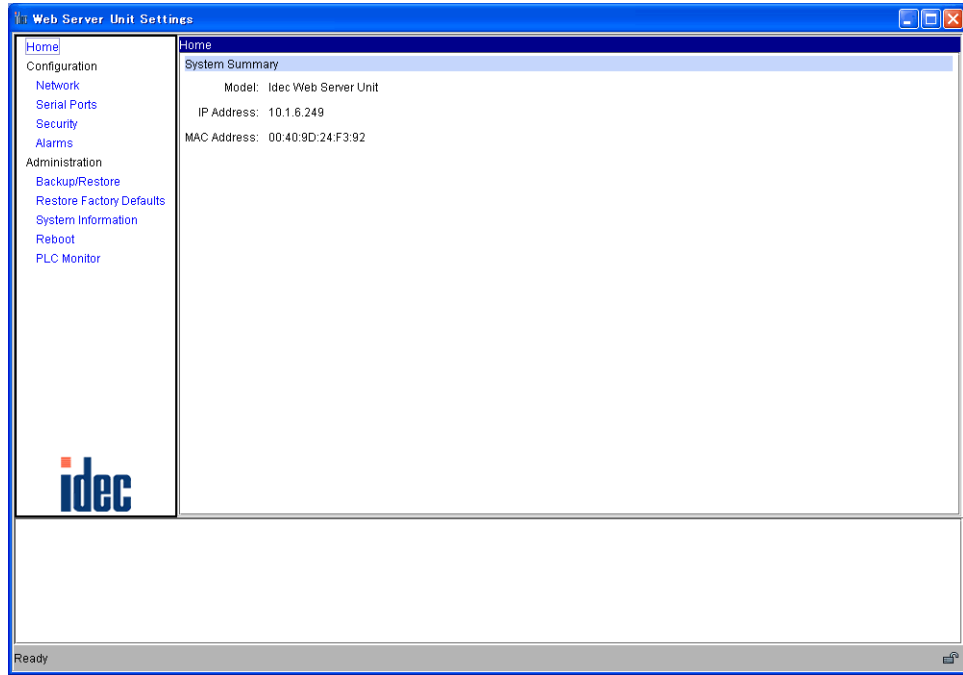 Web Server Unit Settings
Home
Configuration
Network
Serial Ports
Security
Alarms
Administration
Backup/Restore
Restore Factory Defaults
System Information
Reboot
PLC Monitor
idec
Home
System Summary
Model: Idec Web Server Unit
IP Address: 10.1.6.249
MAC Address: 00:40:9D:24:F3:92
Ready